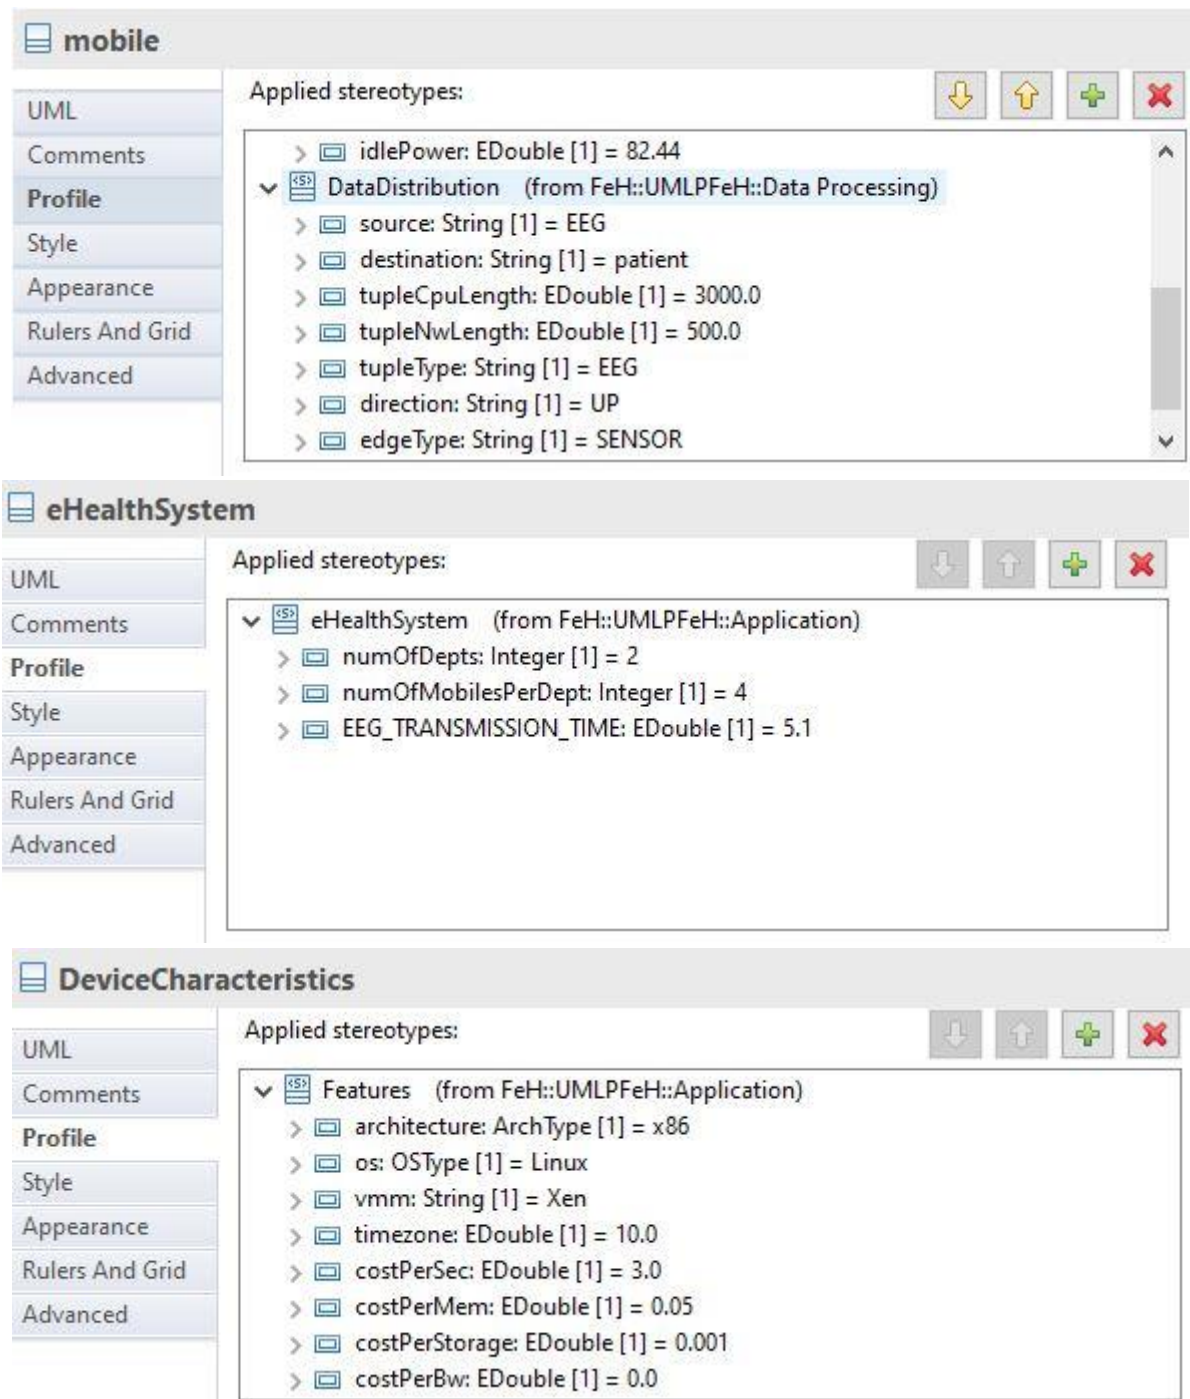 mobile
Applied stereotypes:
UML
Comments
Profile
Style
Appearance
Rulers And Grid
Advanced
idlePower: EDouble [1] = 82.44
DataDistribution (from FeH::UMLPFeH::Data Processing)
source: String [1] = EEG
destination: String [1] = patient
tupleCpuLength: EDouble [1] = 3000.0
tupleNwLength: EDouble [1] = 500.0
tupleType: String [1] = EEG
direction: String [1] = UP
edgeType: String [1] = SENSOR
eHealthSystem
Applied stereotypes:
UML
Comments
Profile
Style
Appearance
Rulers And Grid
Advanced
eHealthSystem (from FeH::UMLPFeH::Application)
numOfDepts: Integer [1] = 2
numOfMobilesPerDept: Integer [1] = 4
EEG_TRANSMISSION_TIME: EDouble [1] = 5.1
DeviceCharacteristics
Applied stereotypes:
UML
Comments
Profile
Style
Appearance
Rulers And Grid
Advanced
Features (from FeH::UMLPFeH::Application)
architecture: ArchType [1] = x86
os: OSType [1] = Linux
vmm: String [1] = Xen
timezone: EDouble [1] = 10.0
costPerSec: EDouble [1] = 3.0
costPerMem: EDouble [1] = 0.05
costPerStorage: EDouble [1] = 0.001
costPerBw: EDouble [1] = 0.0